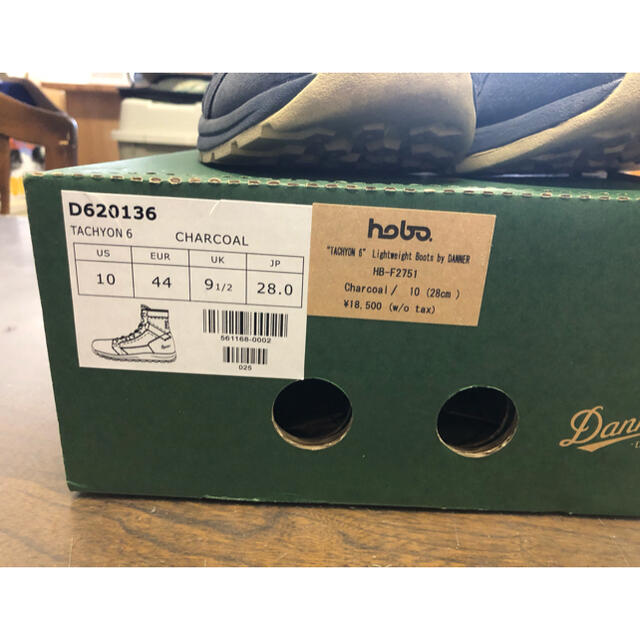 D620136
TACHYON 6 CHARCOAL
US EUR UK JP
10 44 9 1/2 28.0
561168-0002
025
hobo.
"TACHYON 6" Lightweight Boots by DANNER
HB-F2751
Charcoal/ 10 (28cm )
¥18,500 (w/o tax)